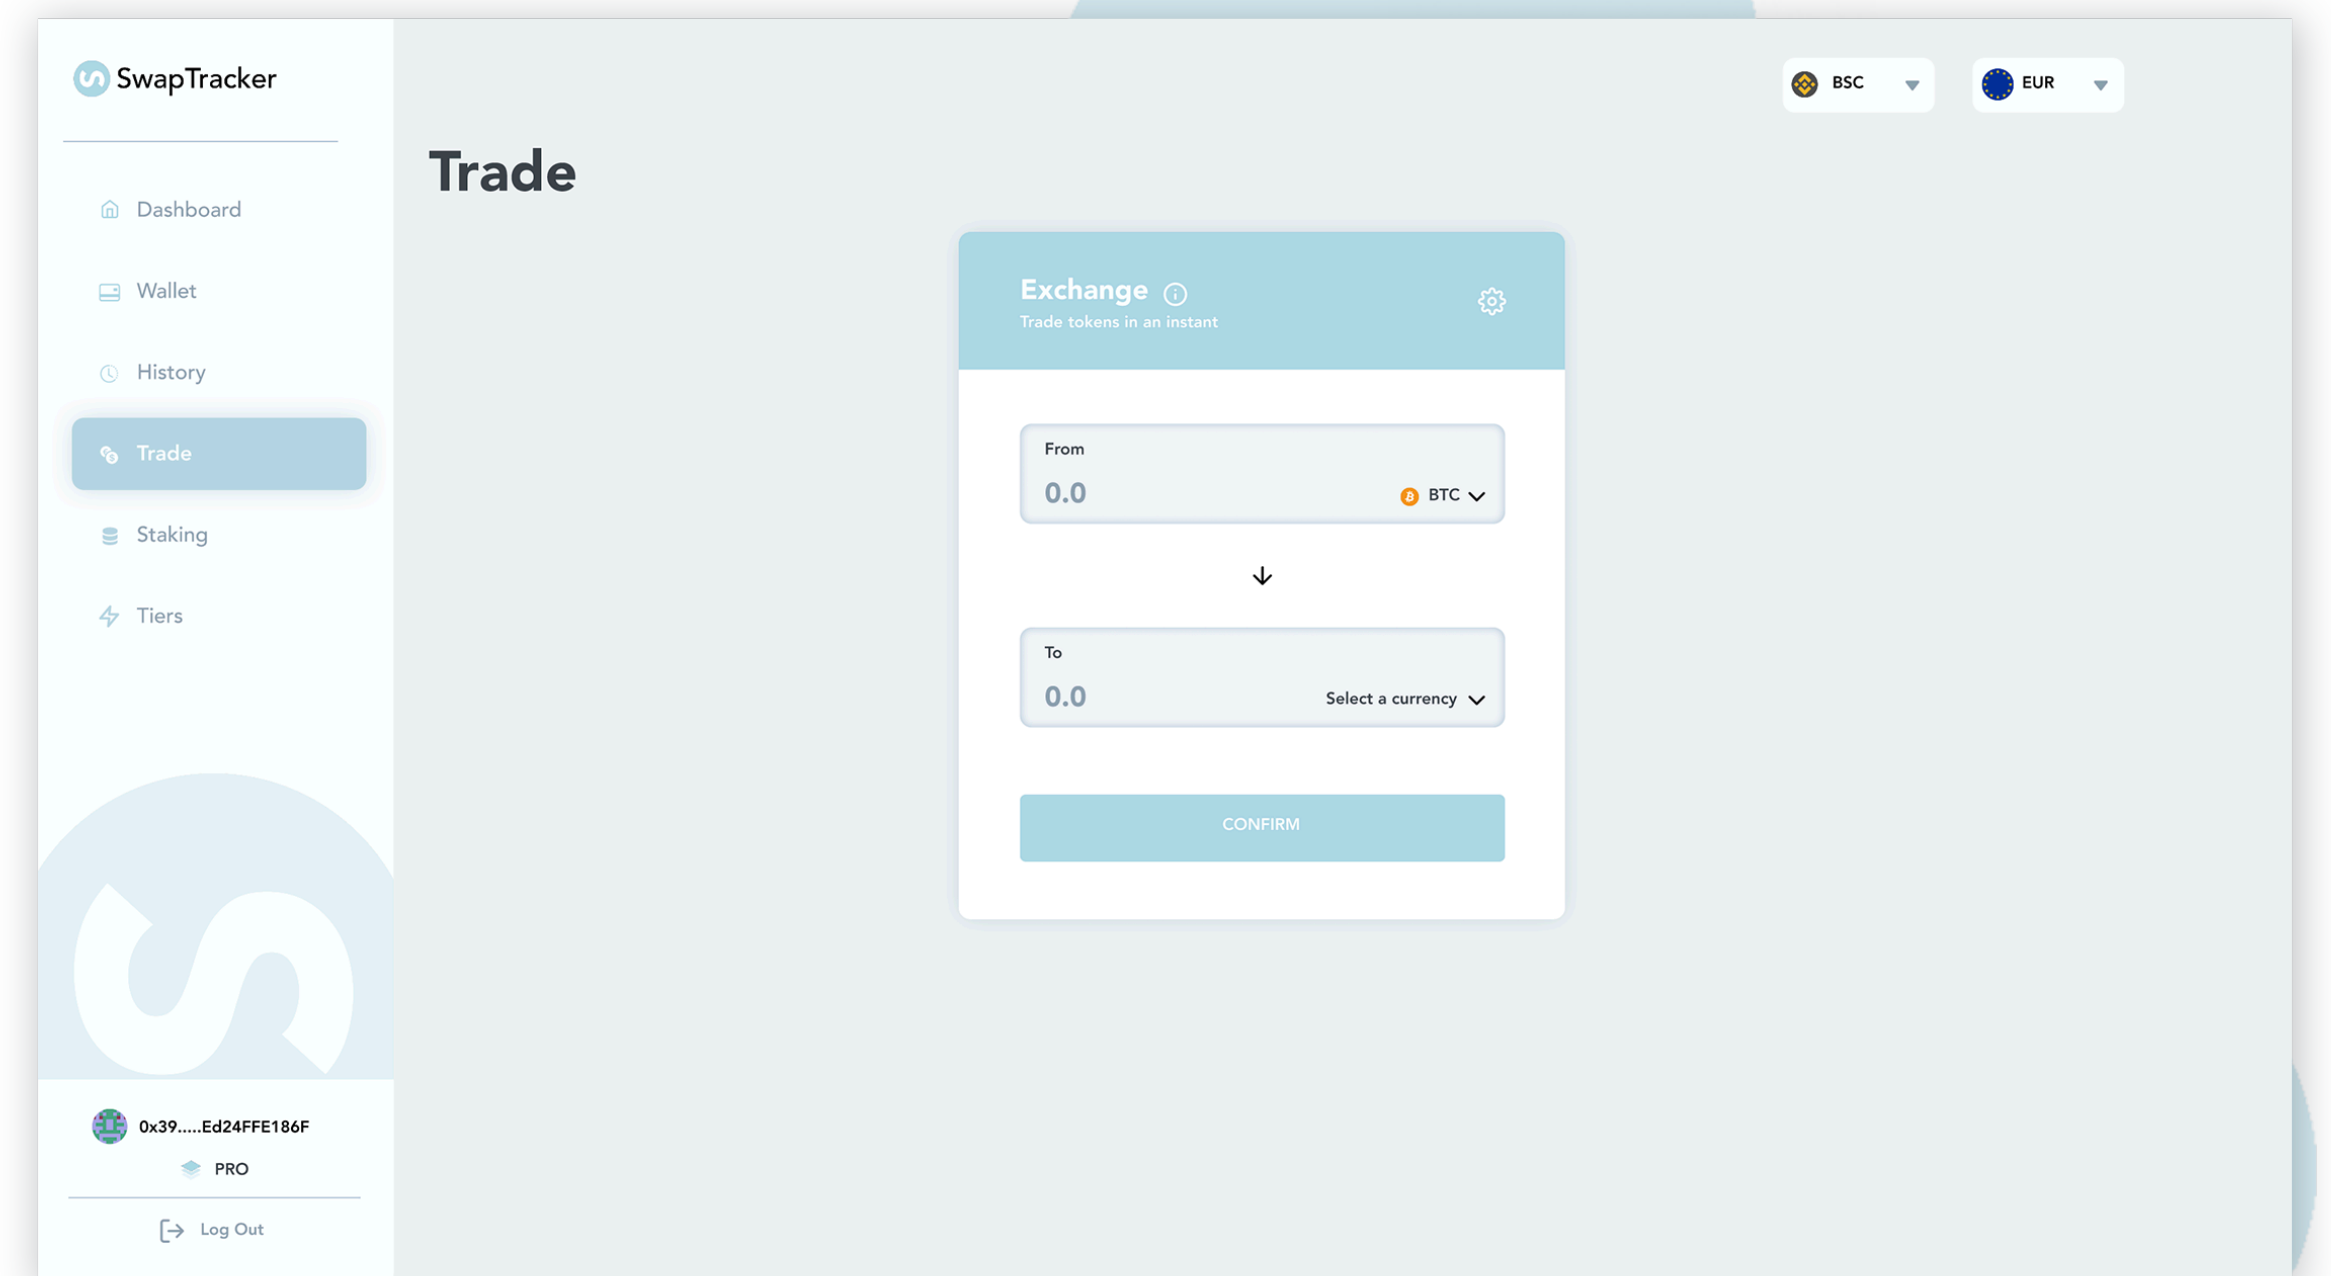 SwapTracker
BSC
EUR
Trade
Dashboard
Wallet
History
Trade
Staking
Tiers
Exchange
Trade tokens in an instant
From
0.0
BTC
To
0.0
Select a currency
CONFIRM
0x39.....Ed24FFE186F
PRO
Log Out